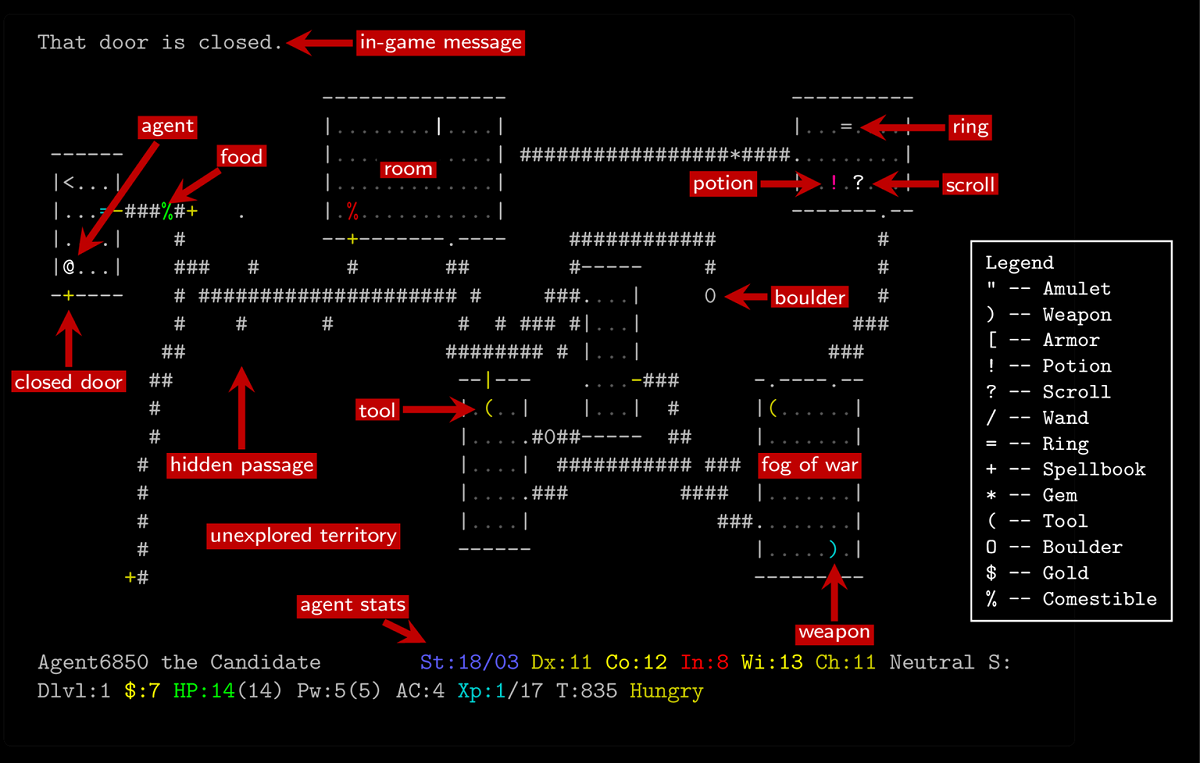 That door is closed.
in-game message
agent
food
room
ring
potion
scroll
boulder
closed door
tool
hidden passage
fog of war
unexplored territory
agent stats
weapon
Legend
" -- Amulet
) -- Weapon
[ -- Armor
! -- Potion
? -- Scroll
/ -- Wand
= -- Ring
+ -- Spellbook
* -- Gem
( -- Tool
0 -- Boulder
$ -- Gold
% -- Comestible
Agent6850 the Candidate St:18/03 Dx:11 Co:12 In:8 Wi:13 Ch:11 Neutral S:
Dlvl:1 $:7 HP:14(14) Pw:5(5) AC:4 Xp:1/17 T:835 Hungry